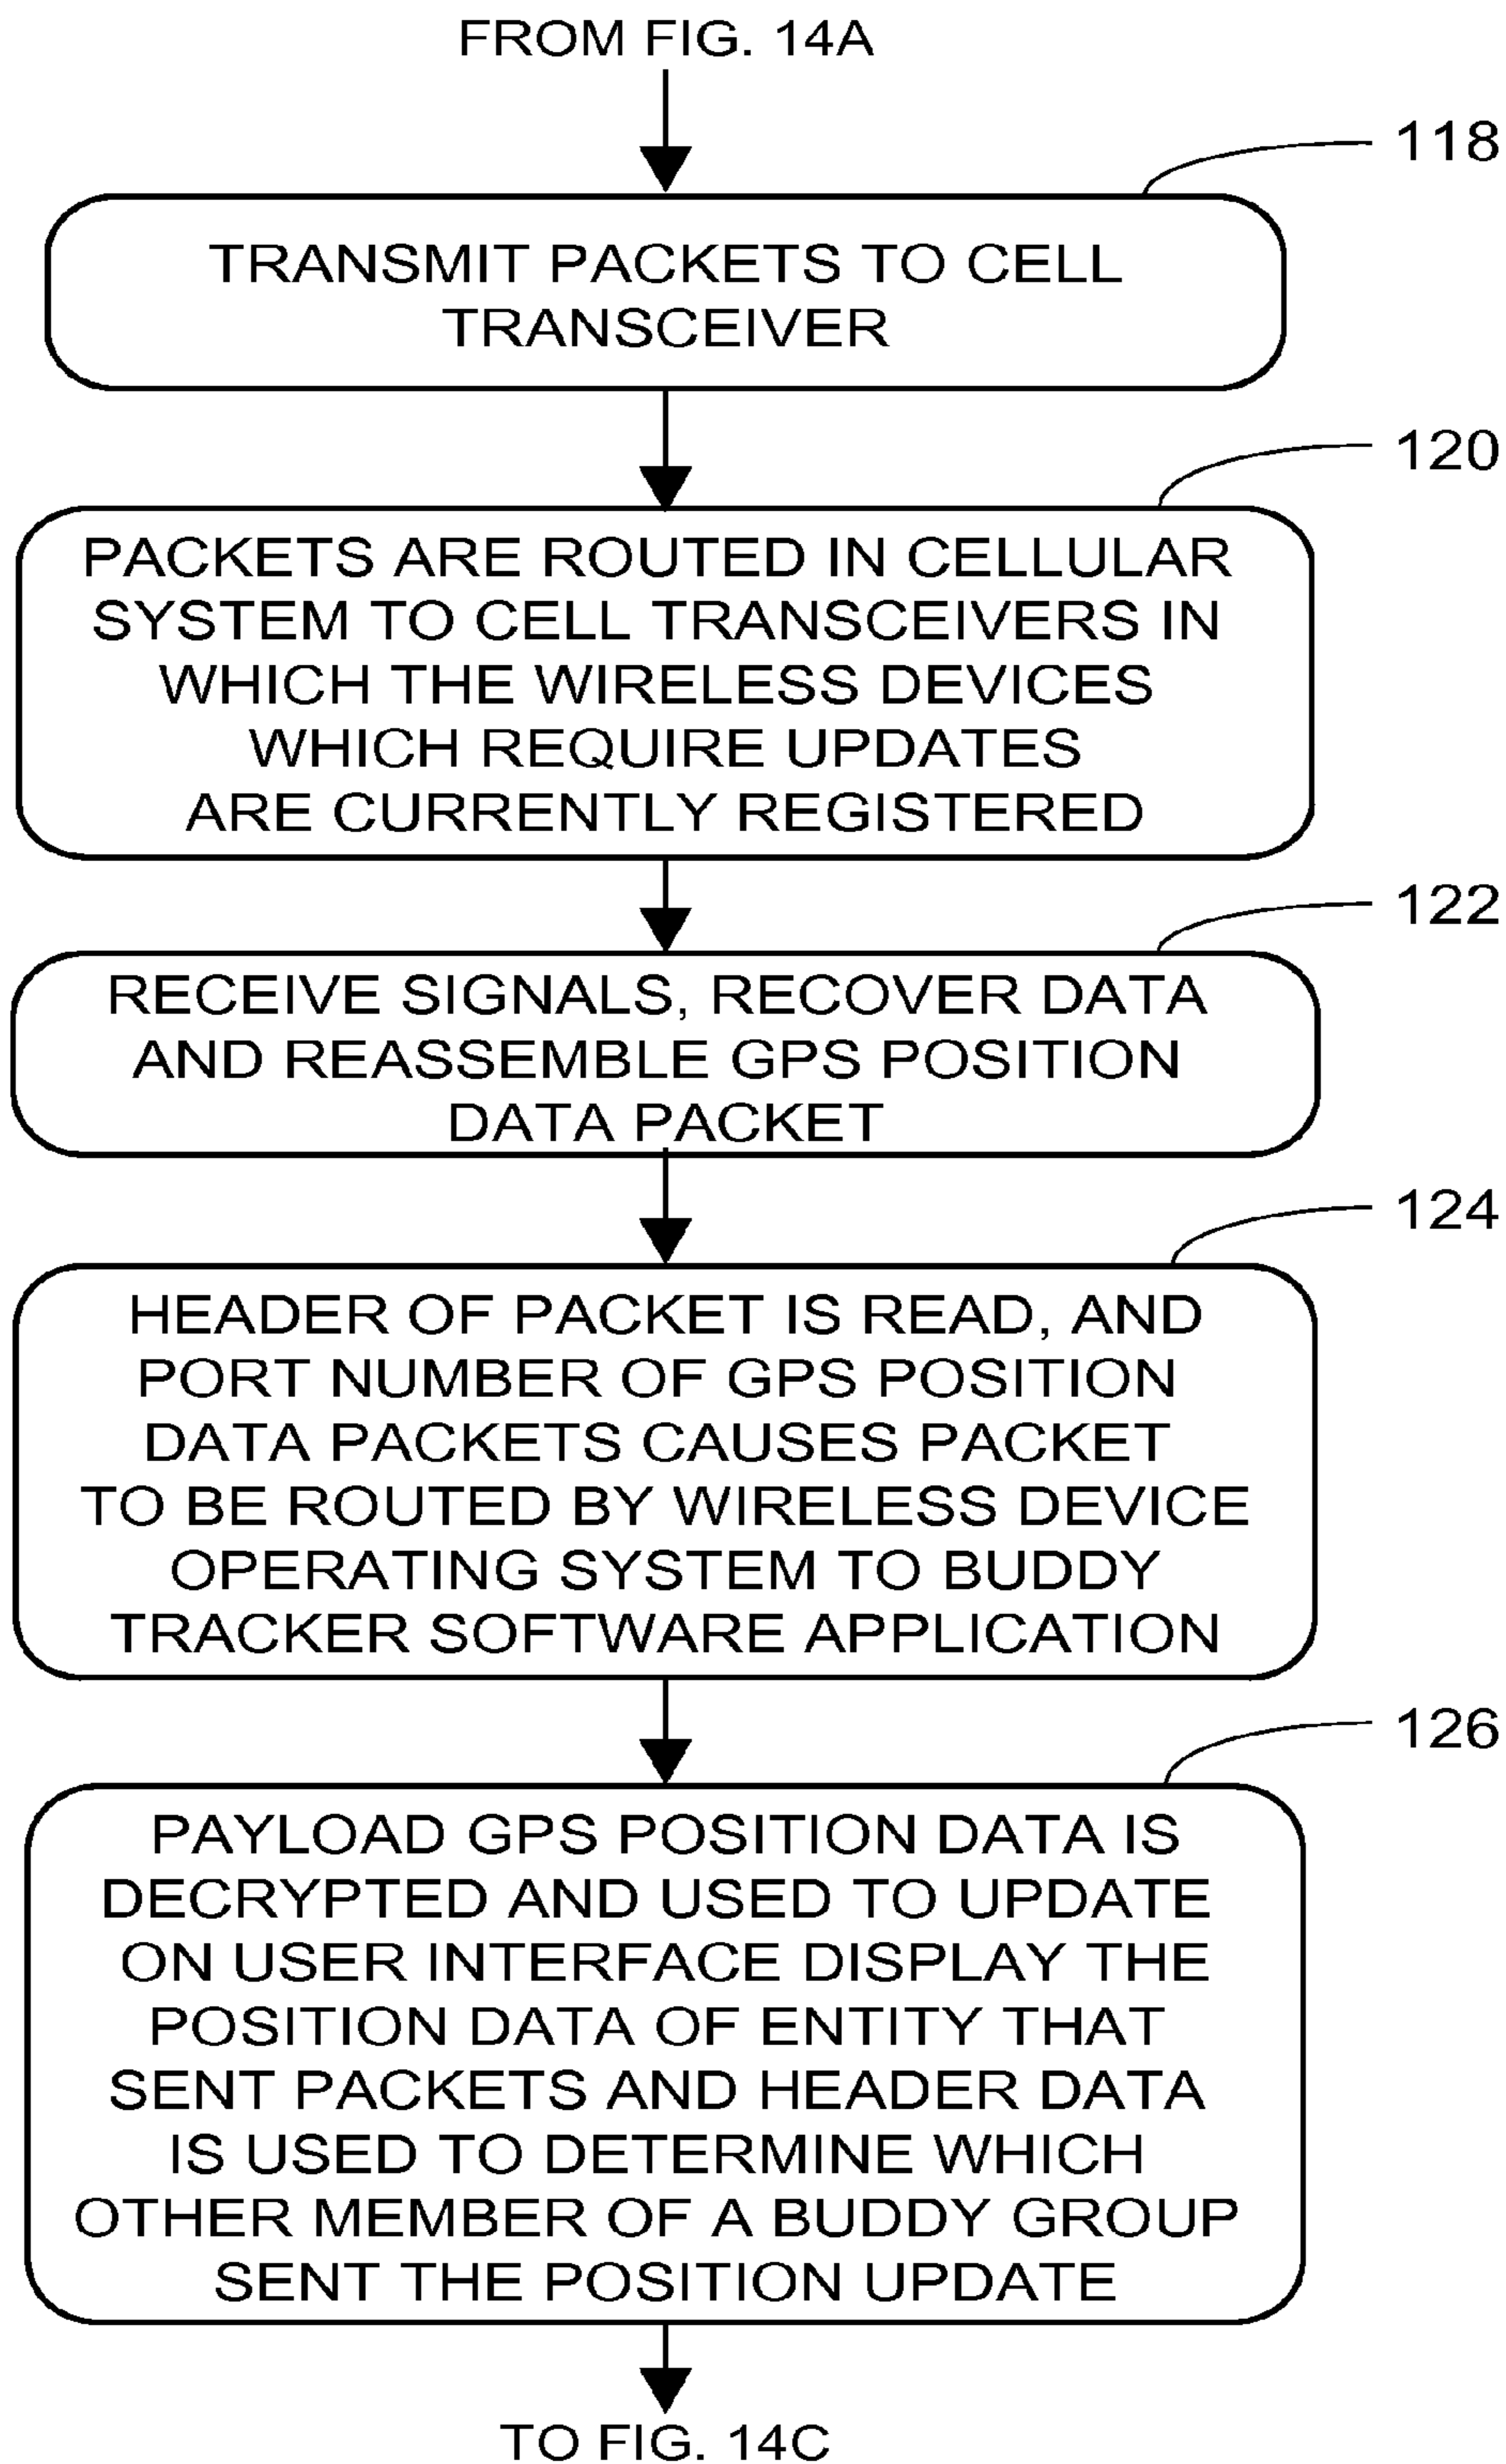 FROM FIG. 14A
118
TRANSMIT PACKETS TO CELL
TRANSCEIVER
120
PACKETS ARE ROUTED IN CELLULAR
SYSTEM TO CELL TRANSCEIVERS IN
WHICH THE WIRELESS DEVICES
WHICH REQUIRE UPDATES
ARE CURRENTLY REGISTERED
122
RECEIVE SIGNALS, RECOVER DATA
AND REASSEMBLE GPS POSITION
DATA PACKET
124
HEADER OF PACKET IS READ, AND
PORT NUMBER OF GPS POSITION
DATA PACKETS CAUSES PACKET
TO BE ROUTED BY WIRELESS DEVICE
OPERATING SYSTEM TO BUDDY
TRACKER SOFTWARE APPLICATION
126
PAYLOAD GPS POSITION DATA IS
DECRYPTED AND USED TO UPDATE
ON USER INTERFACE DISPLAY THE
POSITION DATA OF ENTITY THAT
SENT PACKETS AND HEADER DATA
IS USED TO DETERMINE WHICH
OTHER MEMBER OF A BUDDY GROUP
SENT THE POSITION UPDATE
TO FIG. 14C